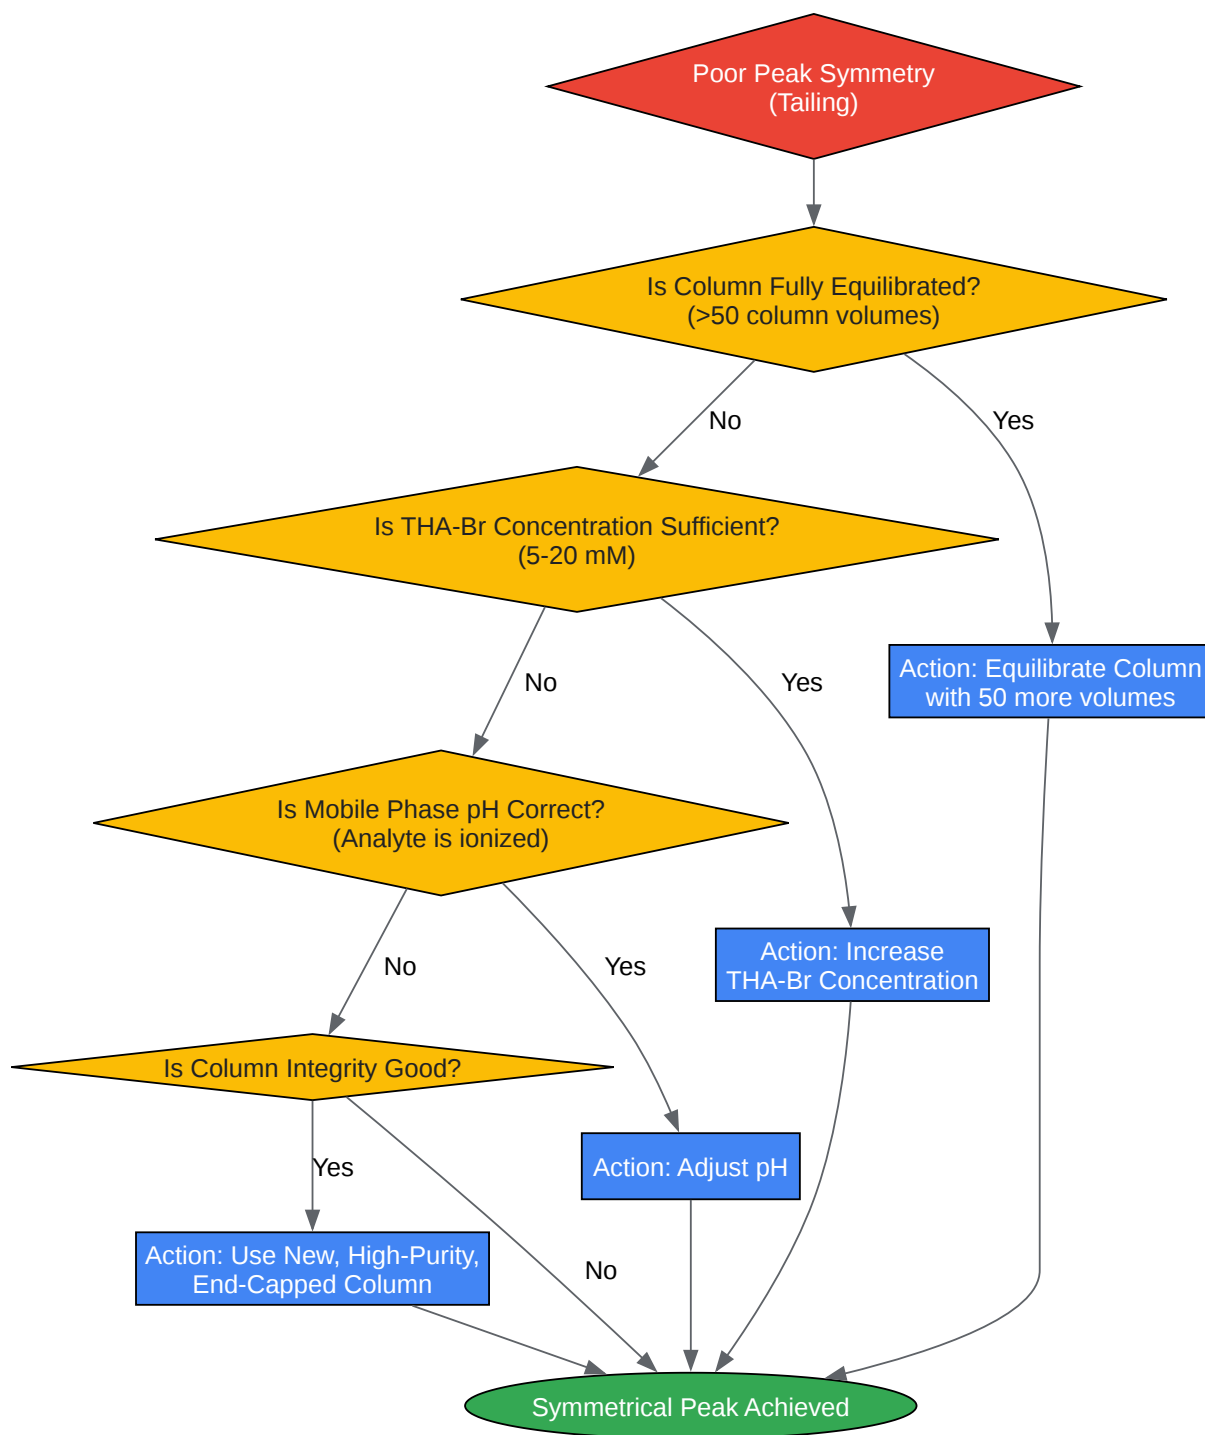 Poor Peak Symmetry
(Tailing)
Is Column Fully Equilibrated?
(>50 column volumes)
No
Yes
Is THA-Br Concentration Sufficient?
(5-20 mM)
No
Yes
Action: Equilibrate Column
with 50 more volumes
Is Mobile Phase pH Correct?
(Analyte is ionized)
No
Yes
Action: Increase
THA-Br Concentration
Is Column Integrity Good?
Yes
No
Action: Adjust pH
Action: Use New, High-Purity,
End-Capped Column
Symmetrical Peak Achieved